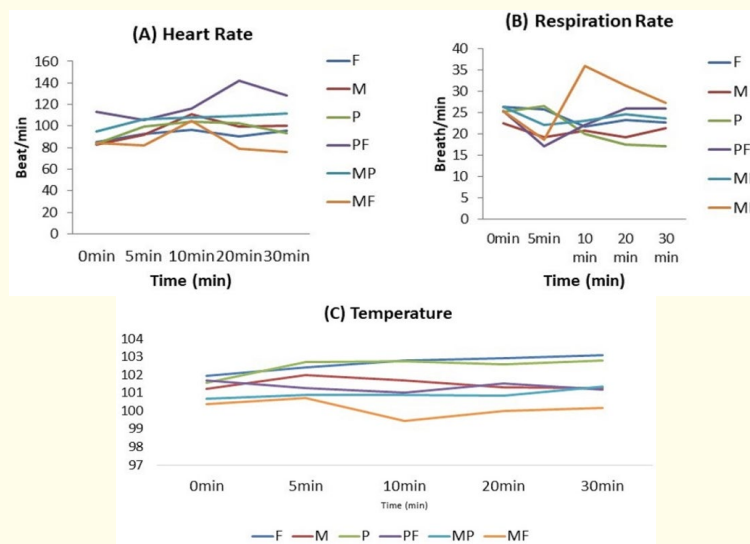 (A) Heart Rate
160
140
120
100
80
60
40
20
0
Beat/min
0min 5min 10min 20min 30min
Time (min)
F
M
P
PF
MP
MF
(B) Respiration Rate
40
35
30
25
20
15
10
5
0
Breath/min
0min 5min 10 20 30
min min min
Time (min)
F
M
P
PF
(C) Temperature
104
103
102
101
100
99
98
97
0min 5min 10min 20min 30min
Time (min)
F M P PF MP MF